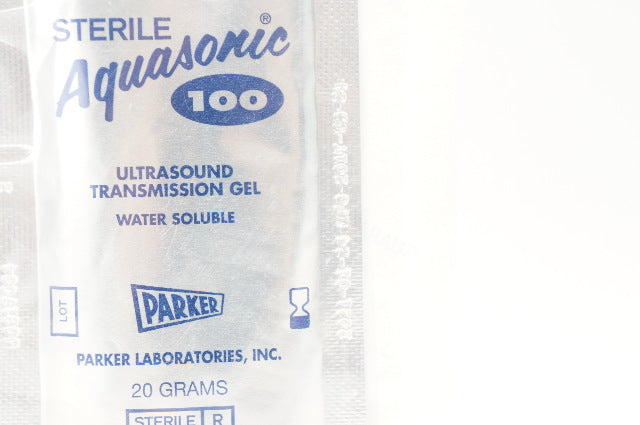 STERILE
Aquasonic®
100
ULTRASOUND
TRANSMISSION GEL
WATER SOLUBLE
LOT
PARKER
PARKER LABORATORIES, INC.
20 GRAMS
STERILE R